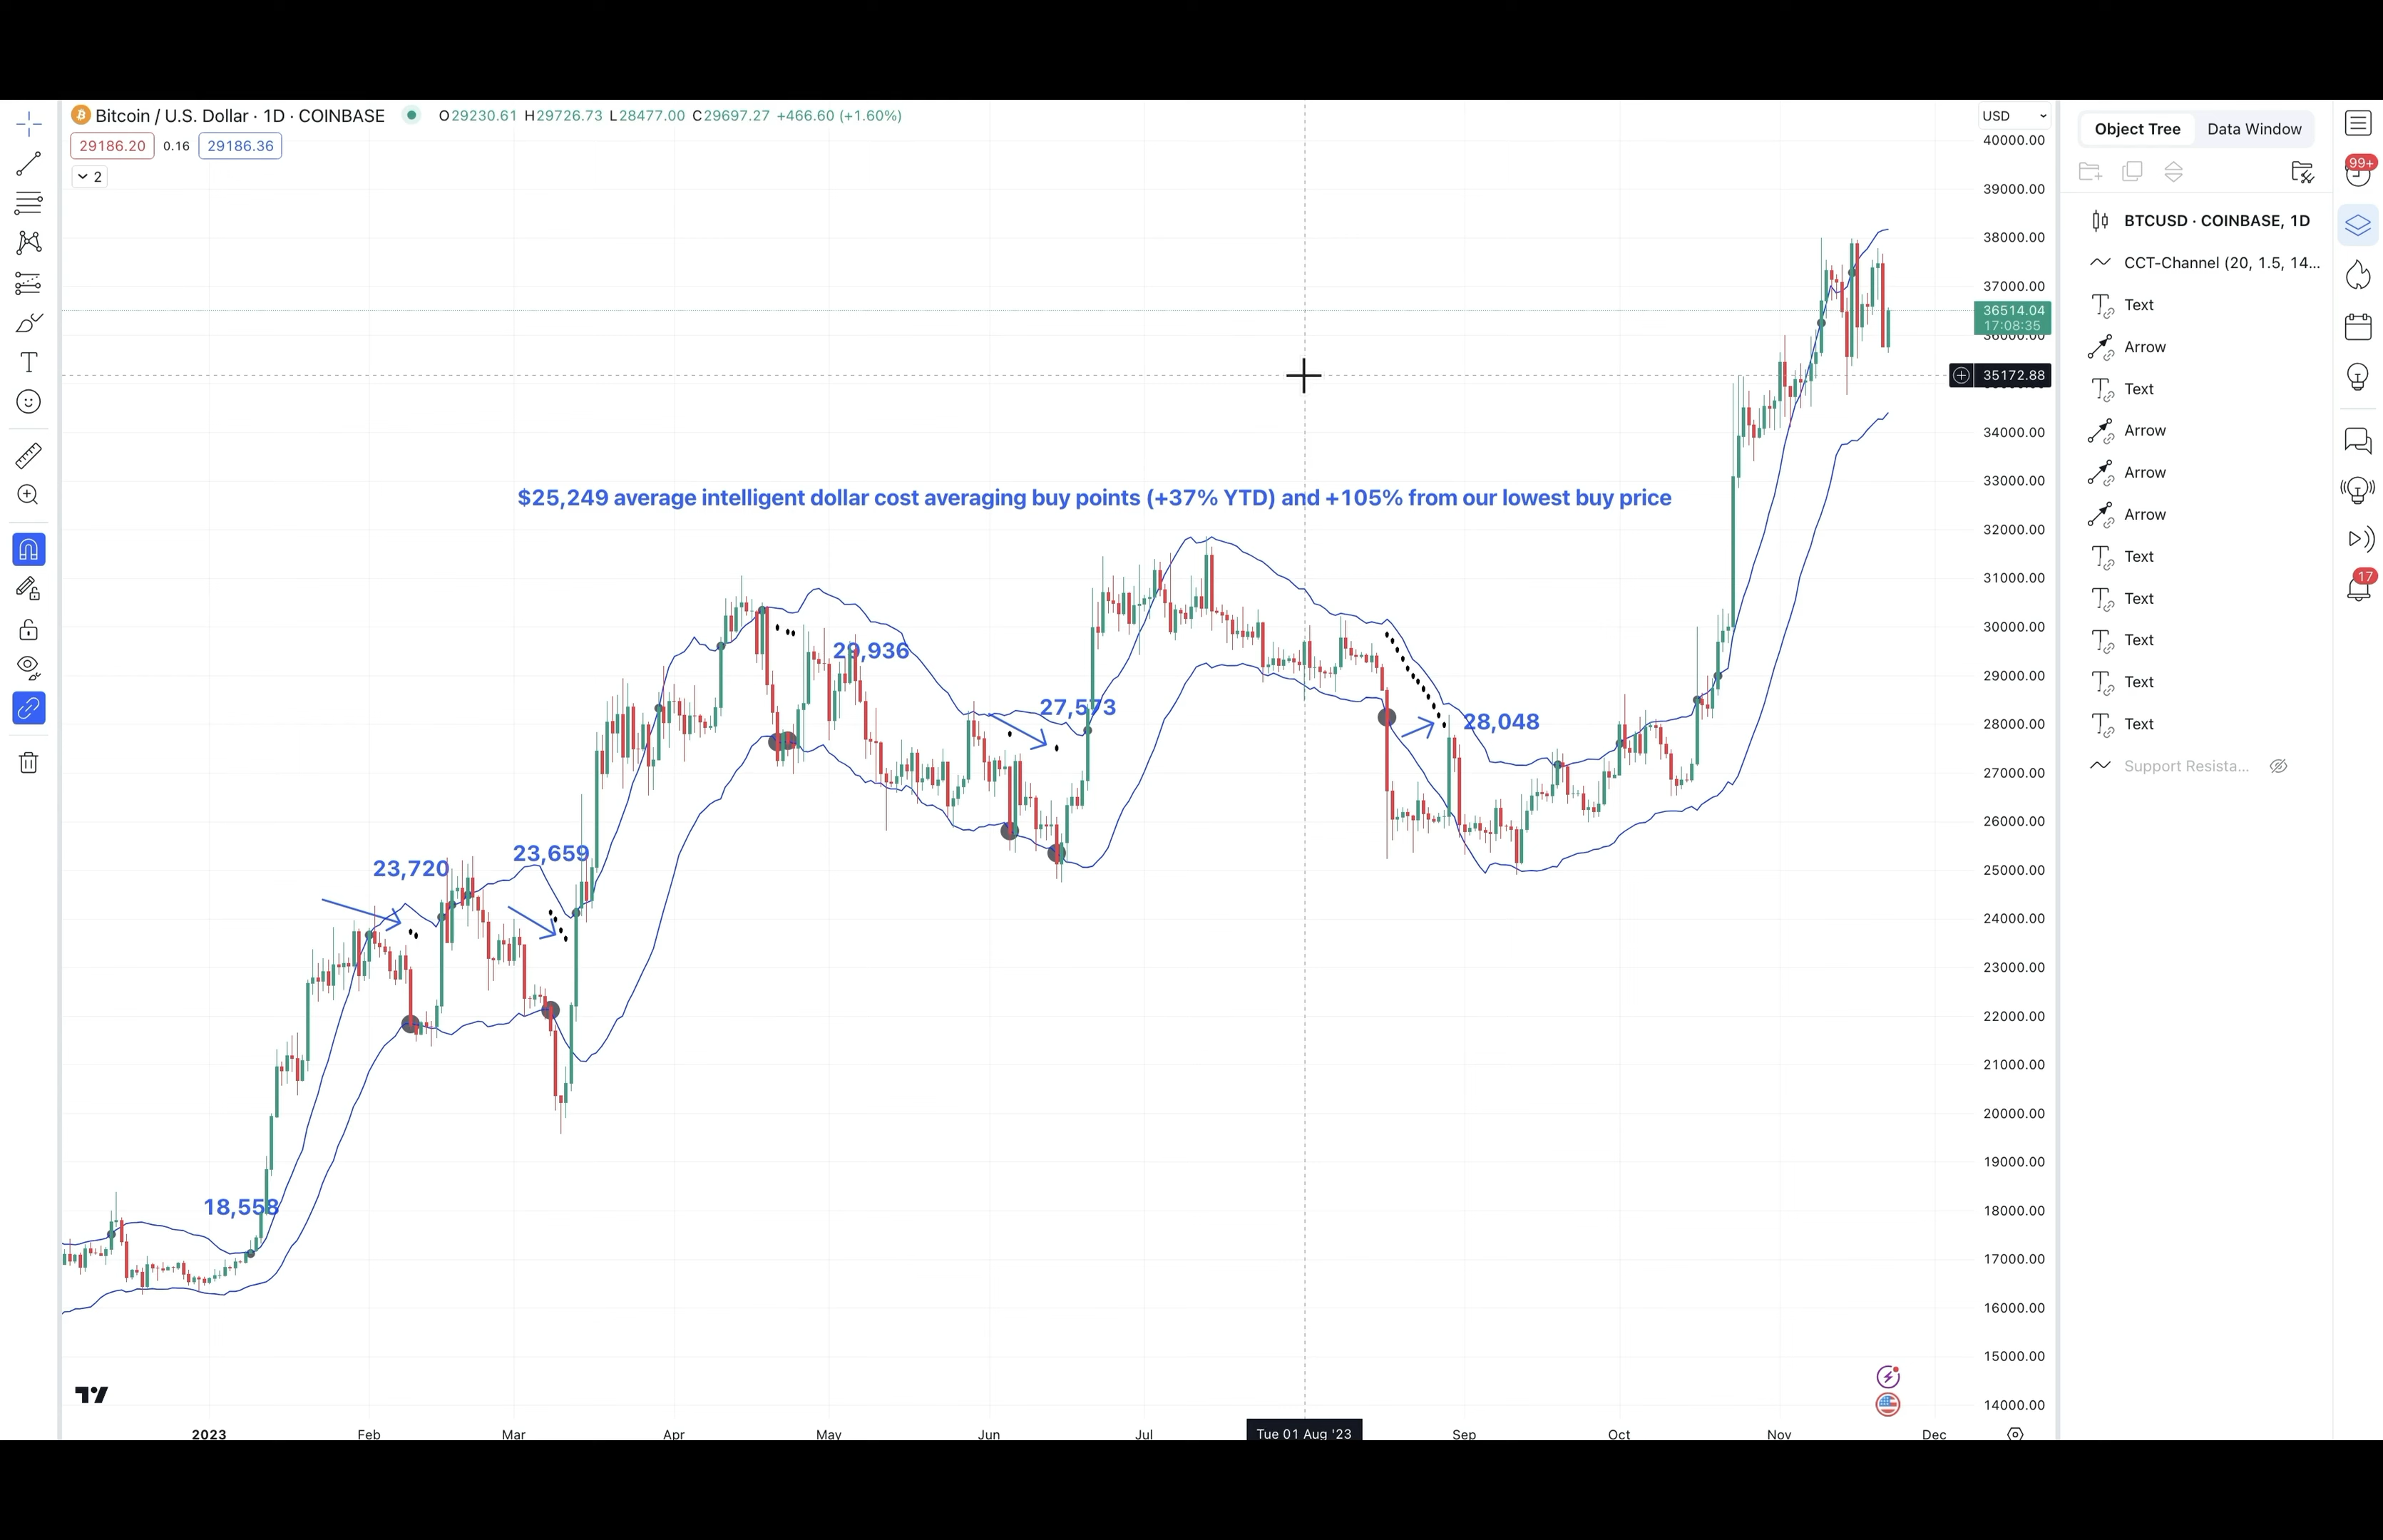 Bitcoin / U.S. Dollar · 1D · COINBASE O29230.61 H29726.73 L28477.00 C29697.27 +466.60 (+1.60%)
29186.20 0.16 29186.36
2
USD
40000.00
39000.00
38000.00
37000.00
36514.04
17:08:35
36000.00
35172.88
34000.00
33000.00
32000.00
31000.00
30000.00
29000.00
28000.00
27000.00
26000.00
25000.00
24000.00
23000.00
22000.00
21000.00
20000.00
19000.00
18000.00
17000.00
16000.00
15000.00
14000.00
$25,249 average intelligent dollar cost averaging buy points (+37% YTD) and +105% from our lowest buy price
29,936
27,573
28,048
23,659
23,720
18,558
2023 Feb Mar Apr May Jun Jul Tue 01 Aug '23 Sep Oct Nov Dec
Object Tree Data Window
BTCUSD · COINBASE, 1D
CCT-Channel (20, 1.5, 14...
Text
Arrow
Text
Arrow
Arrow
Arrow
Text
Text
Text
Text
Text
Support Resista...
99+
17